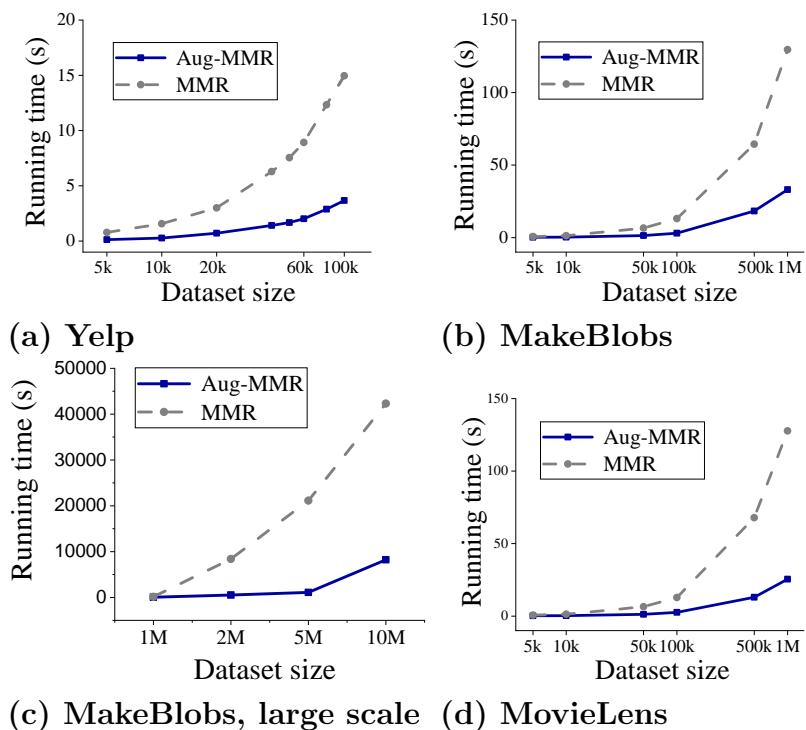 20
15
10
5
0
Running time (s)
Aug-MMR
MMR
5k 10k 20k 60k 100k
Dataset size
(a) Yelp
150
100
50
0
Running time (s)
Aug-MMR
MMR
5k 10k 50k 100k 500k 1M
Dataset size
(b) MakeBlobs
50000
40000
30000
20000
10000
0
Running time (s)
Aug-MMR
MMR
1M 2M 5M 10M
Dataset size
(c) MakeBlobs, large scale
150
100
50
0
Running time (s)
Aug-MMR
MMR
5k 10k 50k 100k 500k 1M
Dataset size
(d) MovieLens